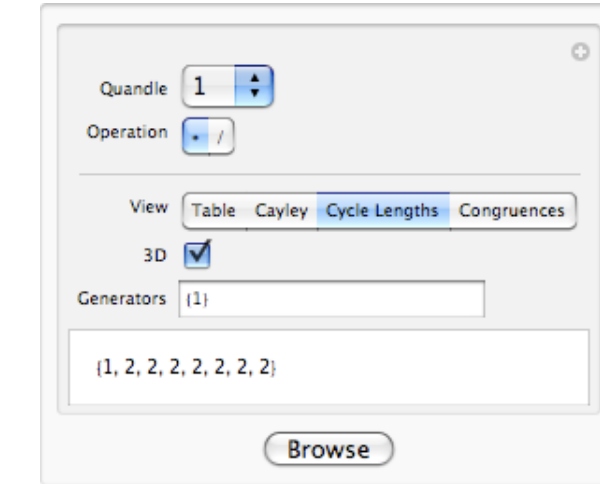 Quandle 1
Operation * /
View Table Cayley Cycle Lengths Congruences
3D
Generators {1}
{1, 2, 2, 2, 2, 2, 2, 2}
Browse